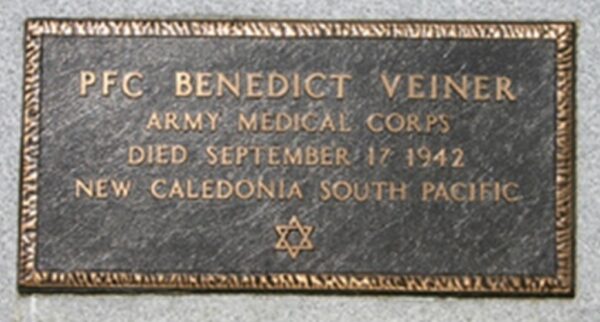 PFC BENEDICT VEINER
ARMY MEDICAL CORPS
DIED SEPTEMBER 17 1942
NEW CALEDONIA SOUTH PACIFIC